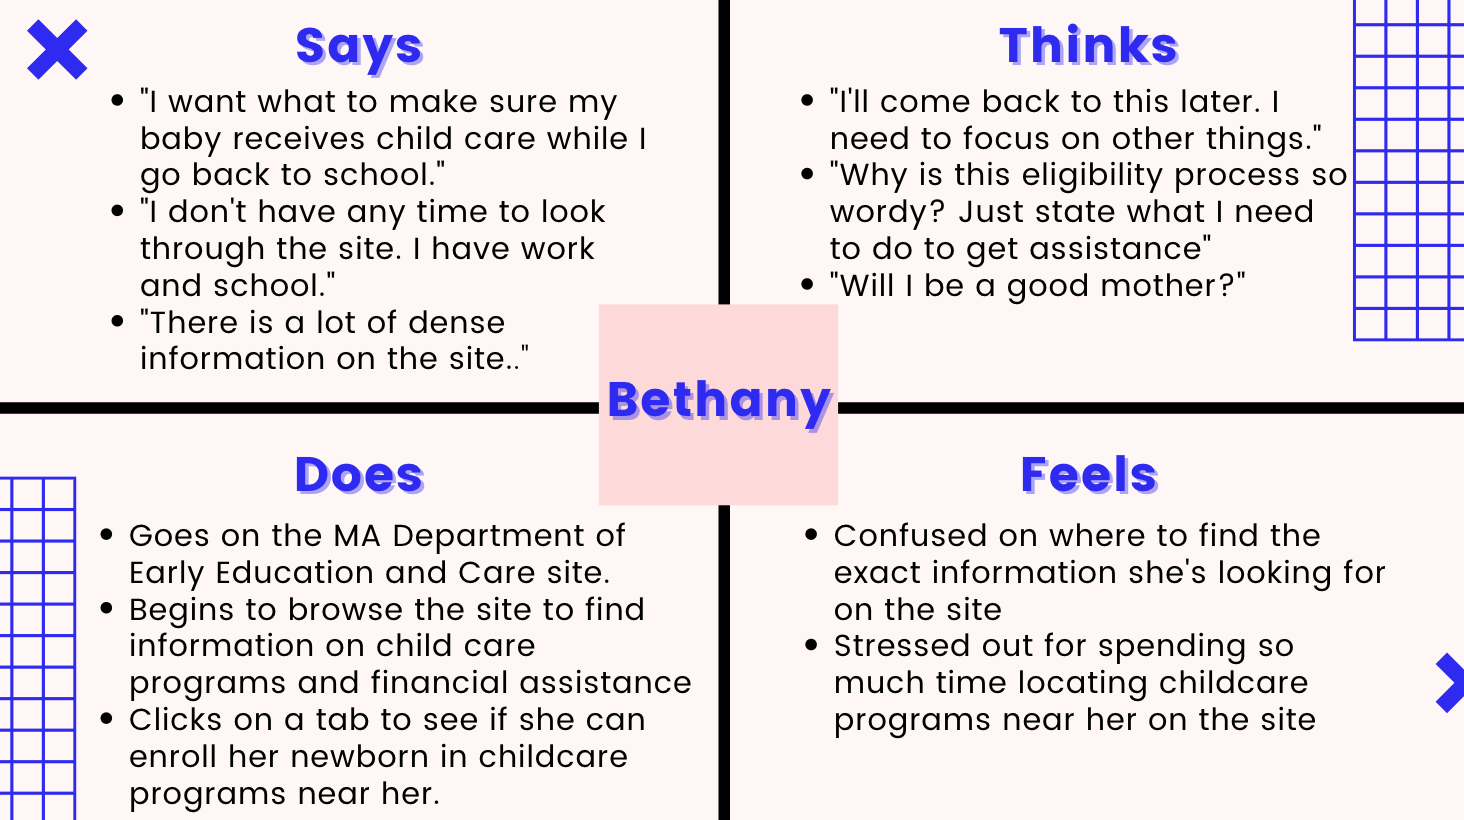 Says
• "I want what to make sure my
baby receives child care while I
go back to school."
• "I don't have any time to look
through the site. I have work
and school."
• "There is a lot of dense
information on the site.."
Thinks
• "I'll come back to this later. I
need to focus on other things."
• "Why is this eligibility process so
wordy? Just state what I need
to do to get assistance"
• "Will I be a good mother?"
Bethany
Does
• Goes on the MA Department of
Early Education and Care site.
• Begins to browse the site to find
information on child care
programs and financial assistance
• Clicks on a tab to see if she can
enroll her newborn in childcare
programs near her.
Feels
• Confused on where to find the
exact information she's looking for
on the site
• Stressed out for spending so
much time locating childcare
programs near her on the site